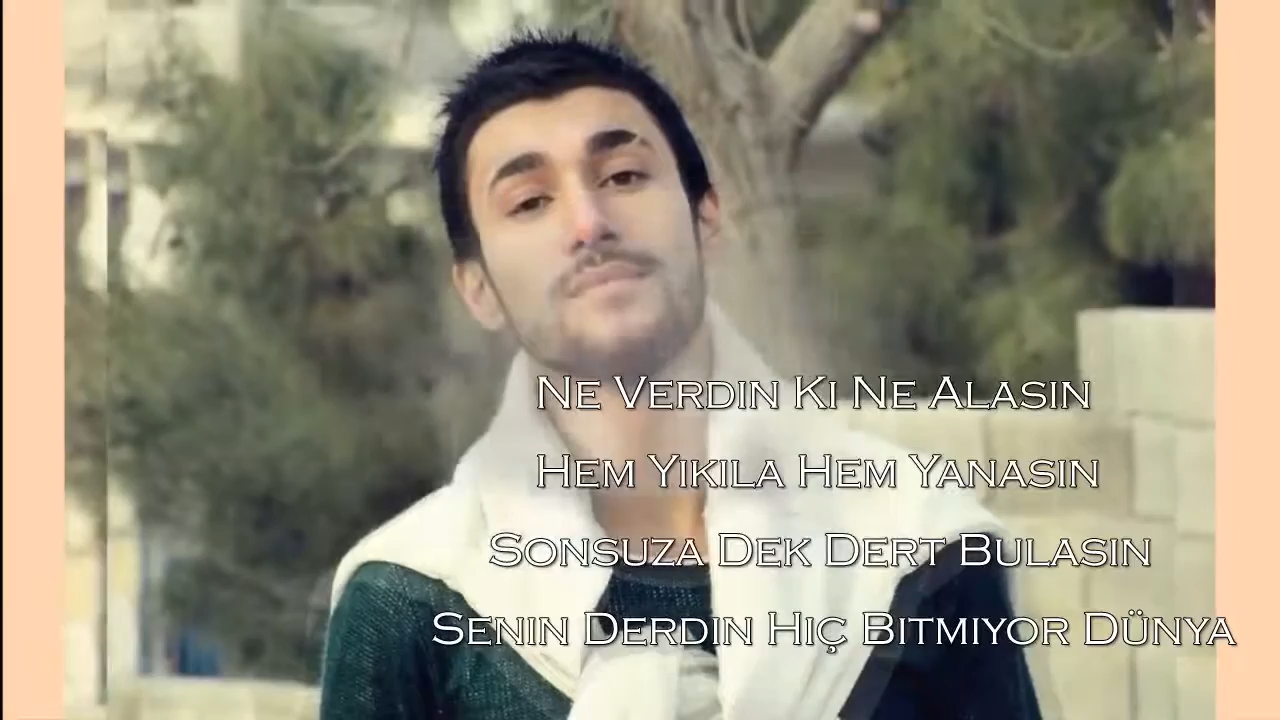 Ne Verdin Ki Ne Alasın
Hem Yıkıla Hem Yanasın
Sonsuza Dek Dert Bulasın
Senin Derdin Hiç Bitmiyor Dünya